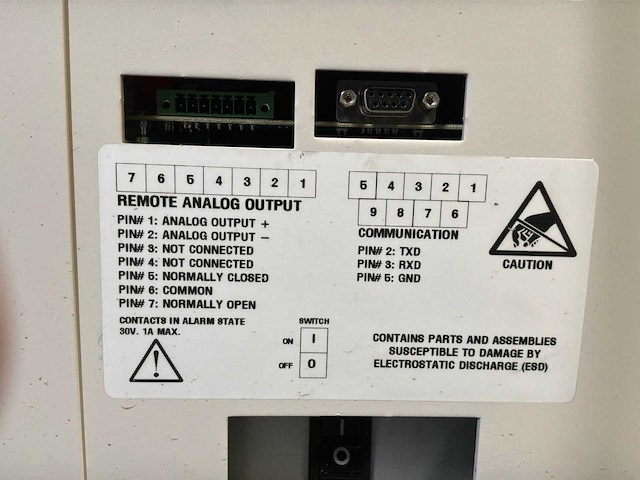 7 6 5 4 3 2 1
REMOTE ANALOG OUTPUT
PIN# 1: ANALOG OUTPUT +
PIN# 2: ANALOG OUTPUT −
PIN# 3: NOT CONNECTED
PIN# 4: NOT CONNECTED
PIN# 5: NORMALLY CLOSED
PIN# 6: COMMON
PIN# 7: NORMALLY OPEN
CONTACTS IN ALARM STATE
30V. 1A MAX.
!
SWITCH
ON I
OFF O
5 4 3 2 1
9 8 7 6
COMMUNICATION
PIN# 2: TXD
PIN# 3: RXD
PIN# 5: GND
CAUTION
CONTAINS PARTS AND ASSEMBLIES
SUSCEPTIBLE TO DAMAGE BY
ELECTROSTATIC DISCHARGE (ESD)
I
O